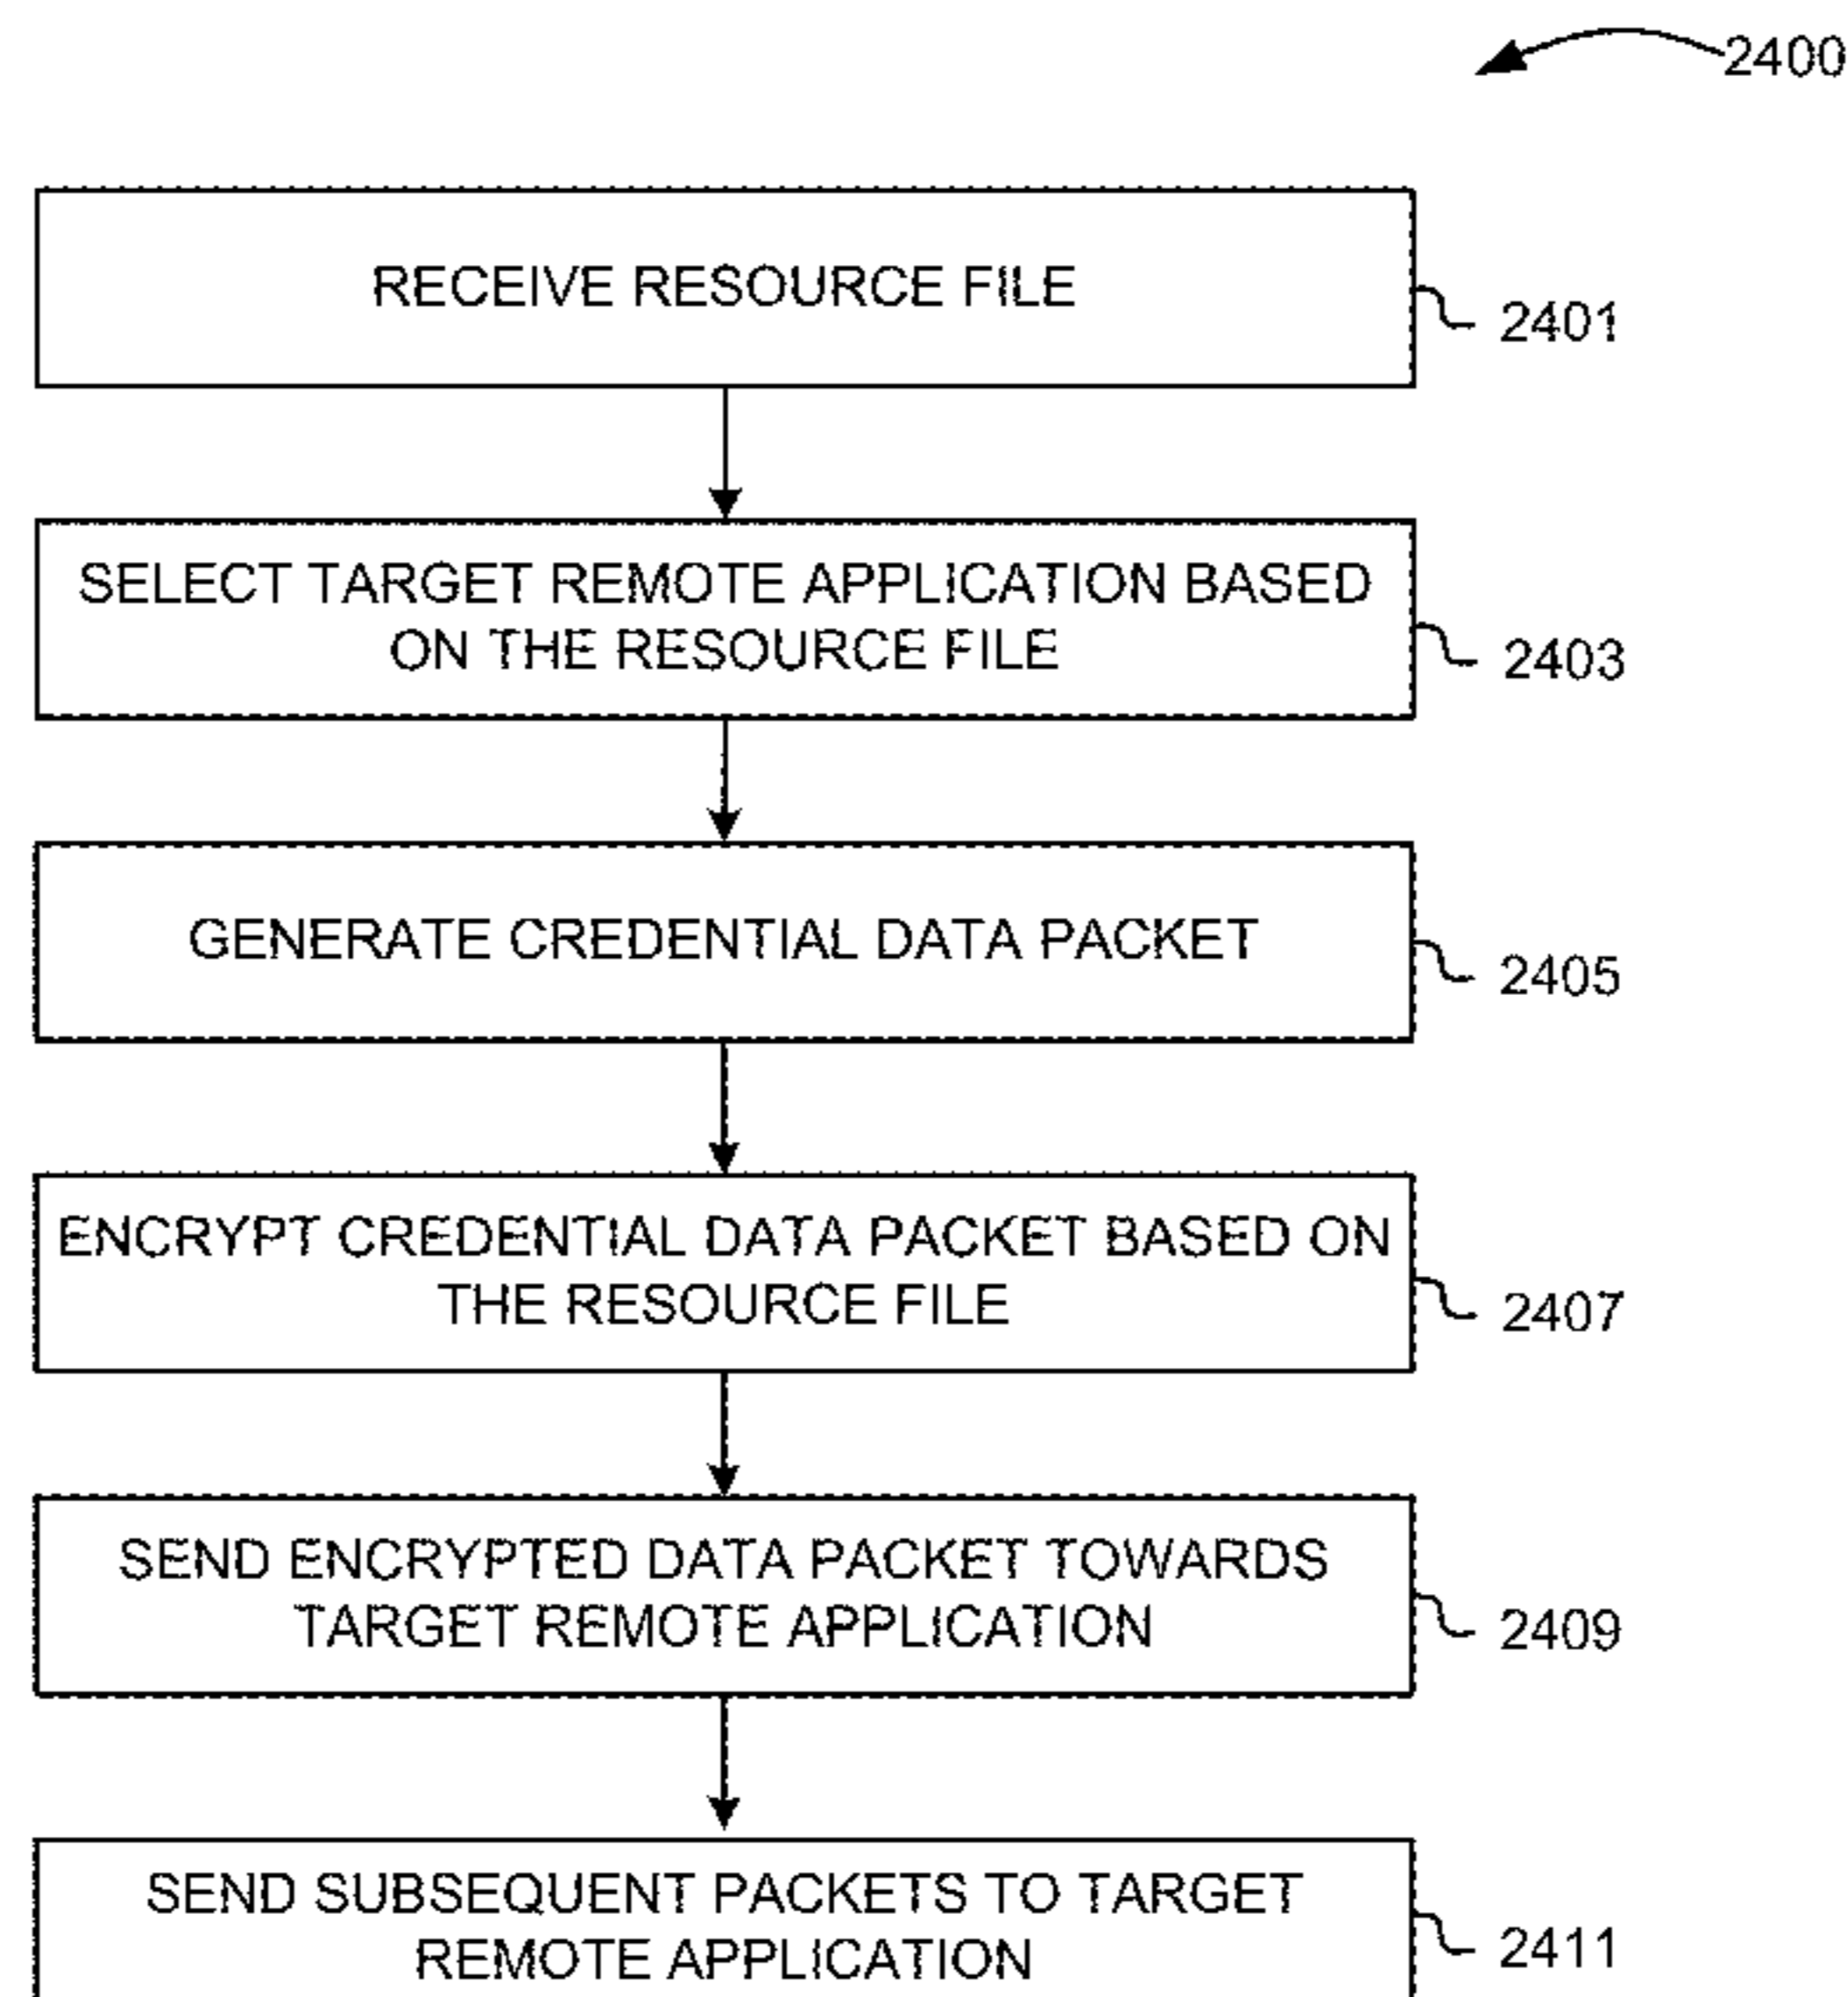 2400
RECEIVE RESOURCE FILE
2401
SELECT TARGET REMOTE APPLICATION BASED
ON THE RESOURCE FILE
2403
GENERATE CREDENTIAL DATA PACKET
2405
ENCRYPT CREDENTIAL DATA PACKET BASED ON
THE RESOURCE FILE
2407
SEND ENCRYPTED DATA PACKET TOWARDS
TARGET REMOTE APPLICATION
2409
SEND SUBSEQUENT PACKETS TO TARGET
REMOTE APPLICATION
2411